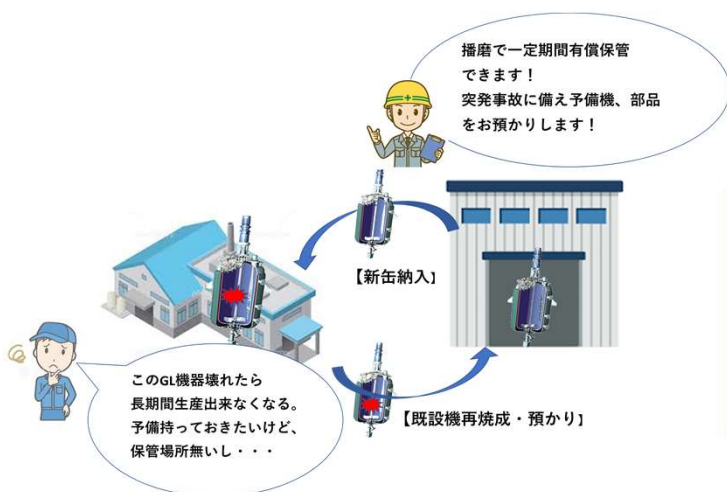 播磨で一定期間有償保管
できます！
突発事故に備え予備機、部品
をお預かりします！
【新缶納入】
このGL機器壊れたら
長期間生産出来なくなる。
予備持っておきたいけど、
保管場所無いし・・・
【既設機再焼成・預かり】